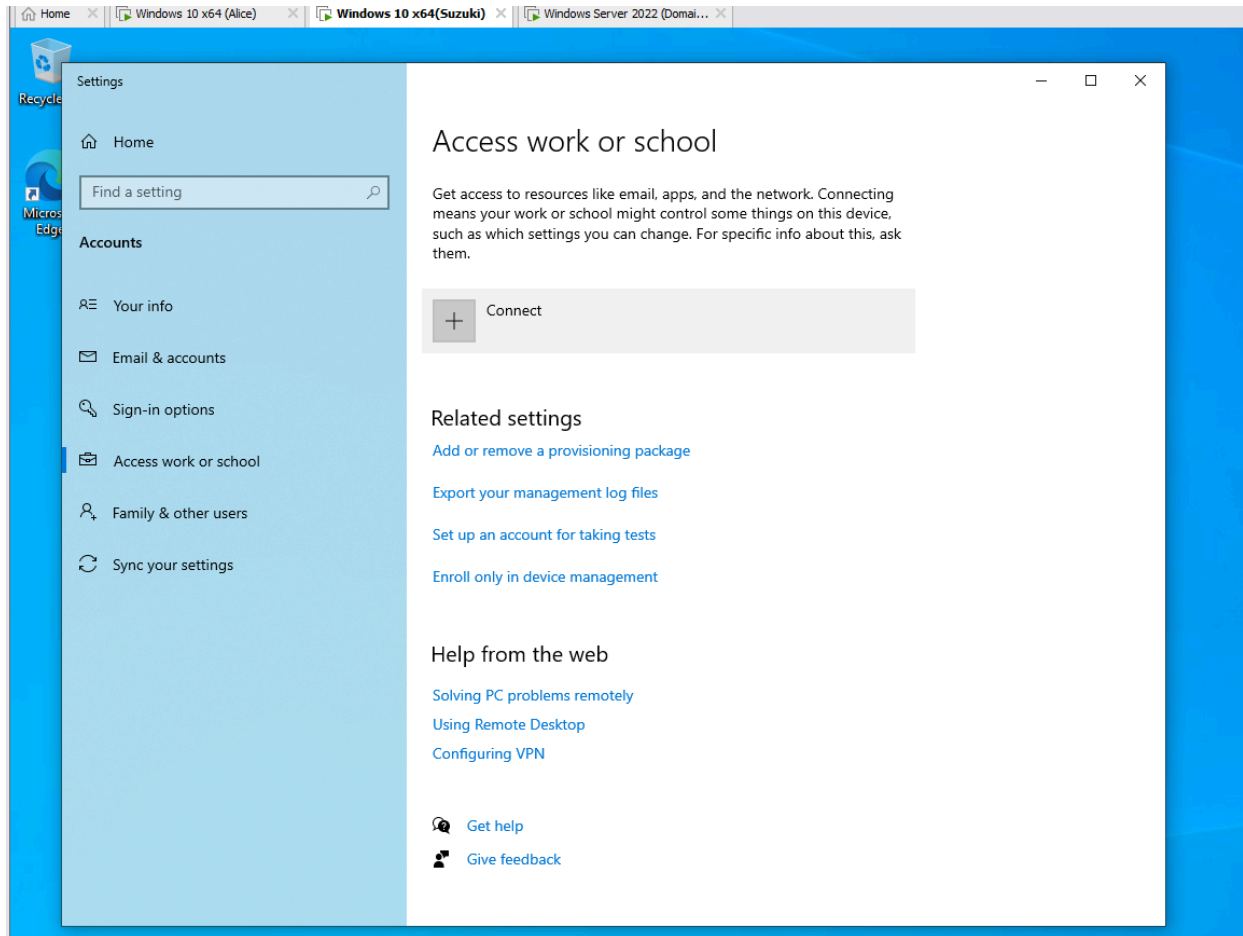 Home
Windows 10 x64 (Alice)
Windows 10 x64(Suzuki)
Windows Server 2022 (Domai...
Recycle
Micros
Edge
Settings
Home
Find a setting
Accounts
Your info
Email & accounts
Sign-in options
Access work or school
Family & other users
Sync your settings
Access work or school
Get access to resources like email, apps, and the network. Connecting
means your work or school might control some things on this device,
such as which settings you can change. For specific info about this, ask
them.
Connect
Related settings
Add or remove a provisioning package
Export your management log files
Set up an account for taking tests
Enroll only in device management
Help from the web
Solving PC problems remotely
Using Remote Desktop
Configuring VPN
Get help
Give feedback